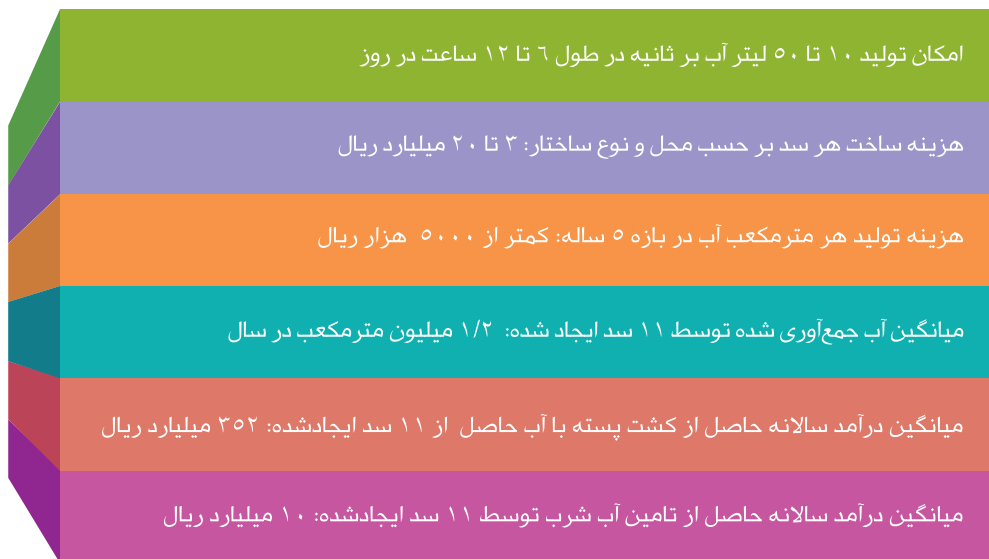 امکان تولید ۱۰ تا ۵۰ لیتر آب بر ثانیه در طول ۶ تا ۱۲ ساعت در روز
هزینه ساخت هر سد بر حسب محل و نوع ساختار: ۳ تا ۲۰ میلیارد ریال
هزینه تولید هر مترمکعب آب در بازه ۵ ساله: کمتر از ۵۰۰۰ هزار ریال
میانگین آب جمع‌آوری شده توسط ۱۱ سد ایجاد شده: ۱/۲ میلیون مترمکعب در سال
میانگین درآمد سالانه حاصل از کشت پسته با آب حاصل از ۱۱ سد ایجادشده: ۳۵۲ میلیارد ریال
میانگین درآمد سالانه حاصل از تامین آب شرب توسط ۱۱ سد ایجادشده: ۱۰ میلیارد ریال